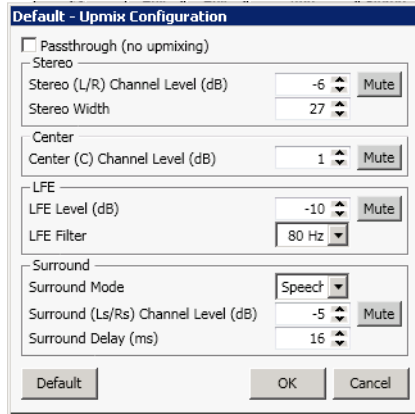 Default - Upmix Configuration
Passthrough (no upmixing)
Stereo
Stereo (L/R) Channel Level (dB) -6 Mute
Stereo Width 27
Center
Center (C) Channel Level (dB) 1 Mute
LFE
LFE Level (dB) -10 Mute
LFE Filter 80 Hz
Surround
Surround Mode Speech
Surround (Ls/Rs) Channel Level (dB) -5 Mute
Surround Delay (ms) 16
Default OK Cancel